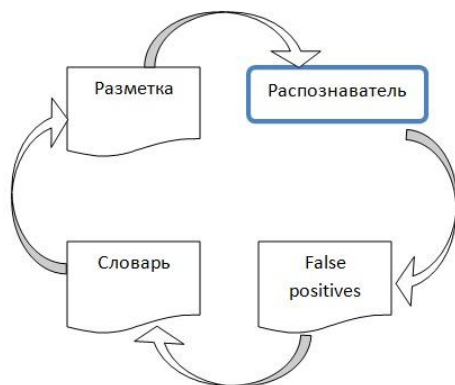 Разметка
Распознаватель
Словарь
False
positives